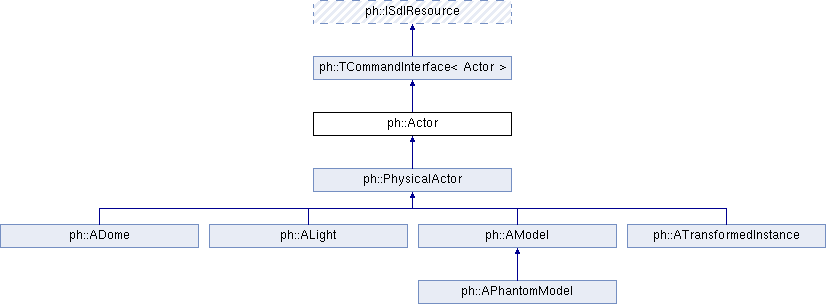 ph::ISdlResource
ph::TCommandInterface< Actor >
ph::Actor
ph::PhysicalActor
ph::ADome
ph::ALight
ph::AModel
ph::ATransformedInstance
ph::APhantomModel